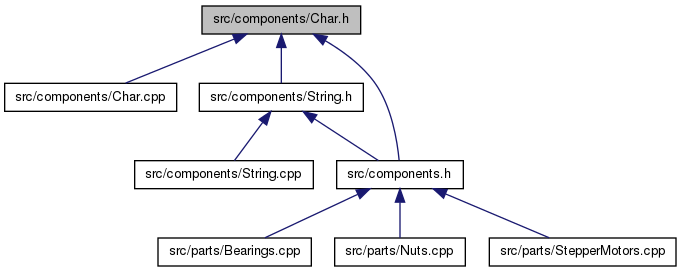 src/components/Char.h
src/components/Char.cpp
src/components/String.h
src/components/String.cpp
src/components.h
src/parts/Bearings.cpp
src/parts/Nuts.cpp
src/parts/StepperMotors.cpp